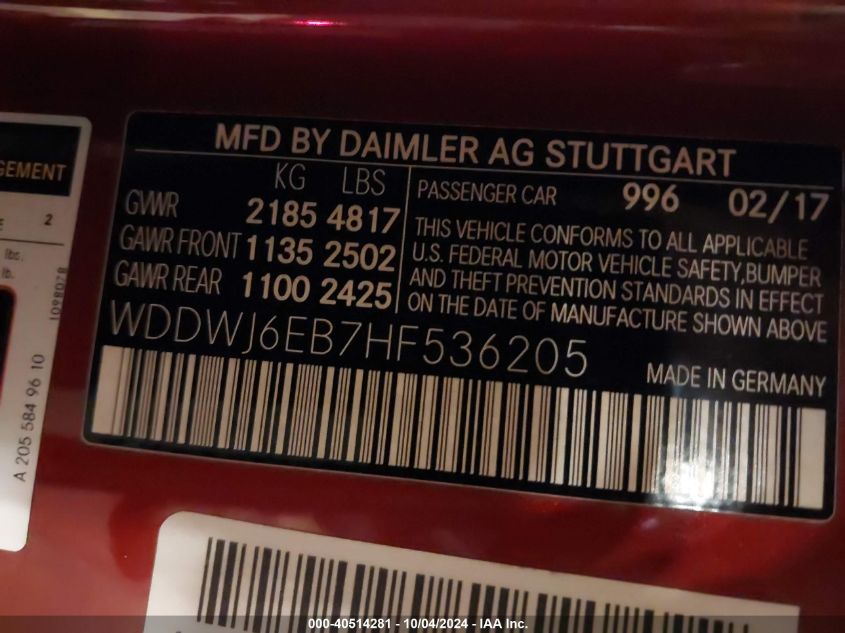 MFD BY DAIMLER AG STUTTGART
KG LBS
GVWR 2185 4817
GAWR FRONT 1135 2502
GAWR REAR 1100 2425
PASSENGER CAR 996 02/17
THIS VEHICLE CONFORMS TO ALL APPLICABLE
U.S. FEDERAL MOTOR VEHICLE SAFETY,BUMPER
AND THEFT PREVENTION STANDARDS IN EFFECT
ON THE DATE OF MANUFACTURE SHOWN ABOVE
WDDWJ6EB7HF536205
MADE IN GERMANY
GEMENT
2
lbs.
lb.
1098078
A 205 584 96 10
000-40514281 - 10/04/2024 - IAA Inc.